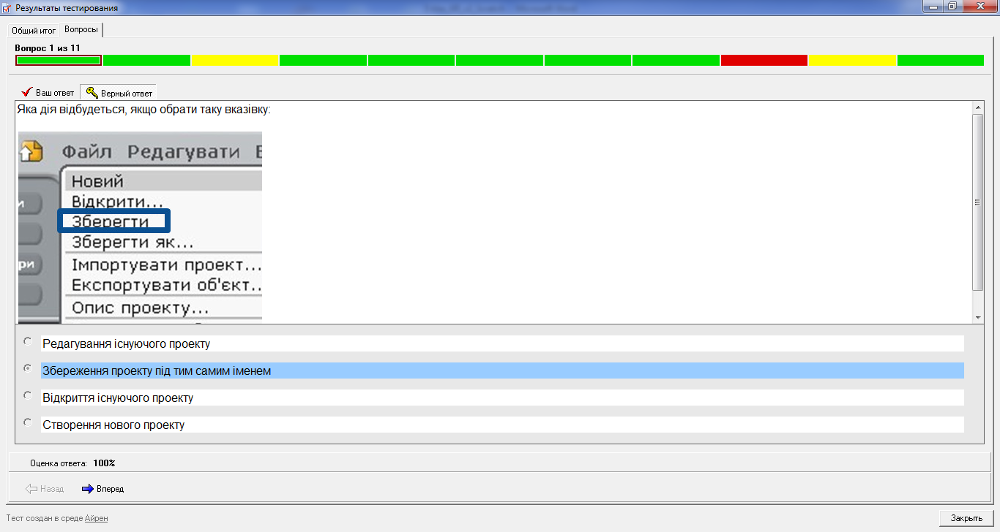 Результаты тестирования
Общий итог
Вопросы
Вопрос 1 из 11
Ваш ответ
Верный ответ
Яка дія відбудеться, якщо обрати таку вказівку:
Файл Редагувати
Новий
Відкрити...
Зберегти
Зберегти як...
Імпортувати проект...
Експортувати об'єкт..
Опис проекту...
ри
Редагування існуючого проекту
Збереження проекту під тим самим іменем
Відкриття існуючого проекту
Створення нового проекту
Оценка ответа: 100%
Назад
Вперед
Тест создан в среде Айрен
Закрыть